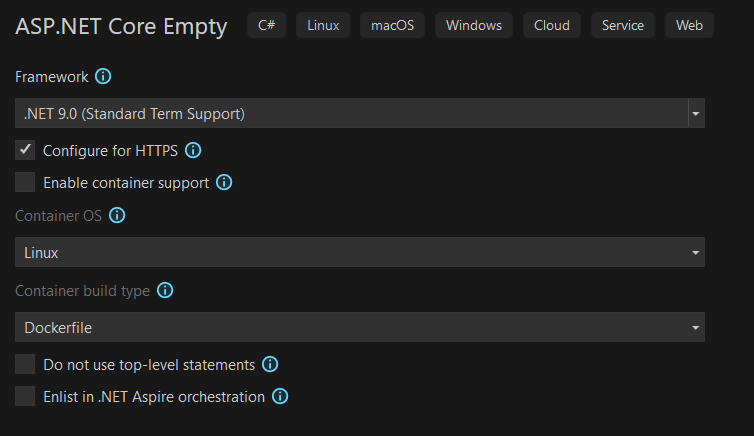 ASP.NET Core Empty C# Linux macOS Windows Cloud Service Web
Framework
.NET 9.0 (Standard Term Support)
Configure for HTTPS
Enable container support
Container OS
Linux
Container build type
Dockerfile
Do not use top-level statements
Enlist in .NET Aspire orchestration